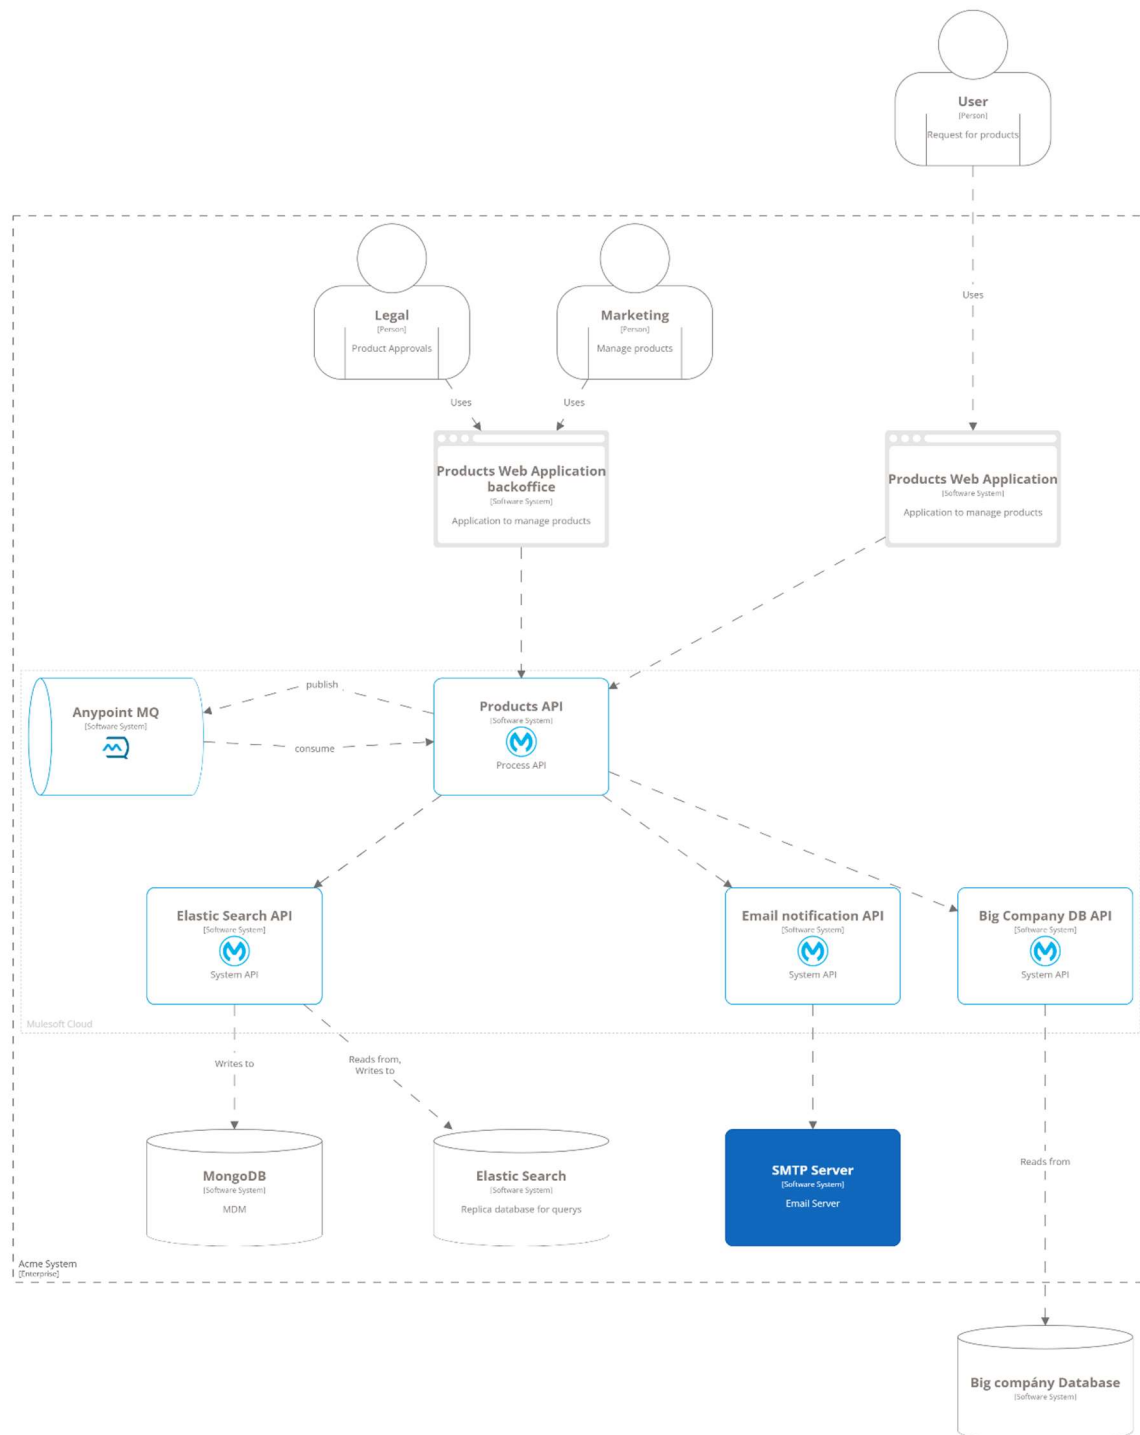 User
[Person]
Request for products
Uses
Legal
[Person]
Product Approvals
Marketing
[Person]
Manage products
Uses
Uses
Products Web Application
backoffice
[Software System]
Application to manage products
Products Web Application
[Software System]
Application to manage products
publish
Anypoint MQ
[Software System]
consume
Products API
[Software System]
Process API
Elastic Search API
[Software System]
System API
Email notification API
[Software System]
System API
Big Company DB API
[Software System]
System API
Mulesoft Cloud
Writes to
Reads from,
Writes to
Reads from
MongoDB
[Software System]
MDM
Elastic Search
[Software System]
Replica database for querys
SMTP Server
[Software System]
Email Server
Acme System
[Enterprise]
Big compány Database
[Software System]